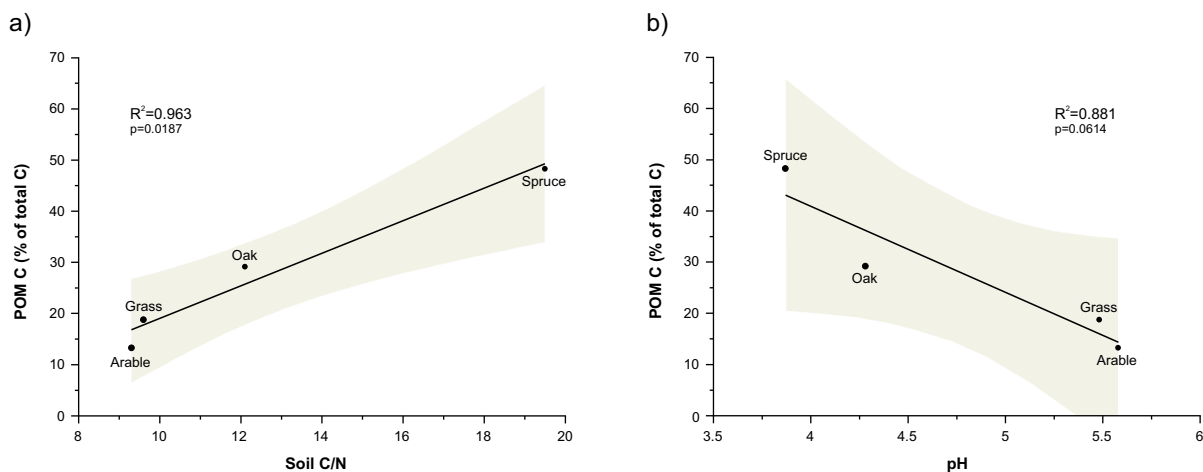 a)
POM C (% of total C)
70
60
50
40
30
20
10
0
R²=0.963
p=0.0187
Spruce
Oak
Grass
Arable
8 10 12 14 16 18 20
Soil C/N
b)
POM C (% of total C)
70
60
50
40
30
20
10
0
R²=0.881
p=0.0614
Spruce
Oak
Grass
Arable
3.5 4 4.5 5 5.5 6
pH